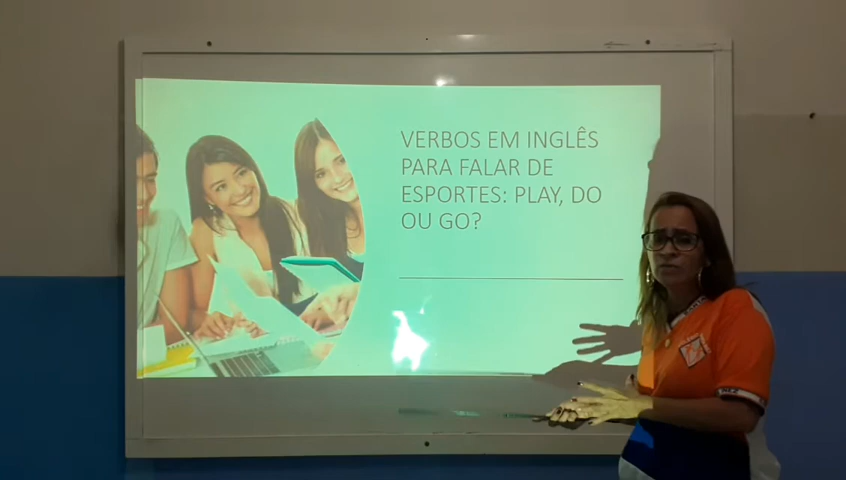 VERBOS EM INGLÊS
PARA FALAR DE
ESPORTES: PLAY, DO
OU GO?